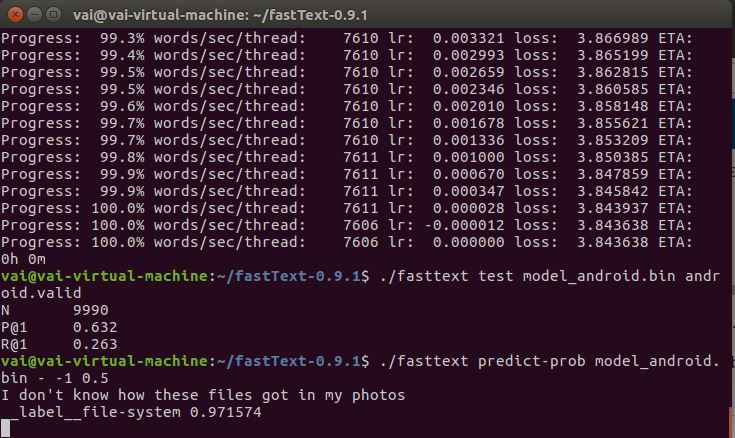 vai@vai-virtual-machine: ~/fastText-0.9.1
Progress:  99.3% words/sec/thread:    7610 lr:  0.003321 loss:  3.866989 ETA:
Progress:  99.4% words/sec/thread:    7610 lr:  0.002993 loss:  3.865199 ETA:
Progress:  99.5% words/sec/thread:    7610 lr:  0.002659 loss:  3.862815 ETA:
Progress:  99.5% words/sec/thread:    7610 lr:  0.002346 loss:  3.860585 ETA:
Progress:  99.6% words/sec/thread:    7610 lr:  0.002010 loss:  3.858148 ETA:
Progress:  99.7% words/sec/thread:    7610 lr:  0.001678 loss:  3.855621 ETA:
Progress:  99.7% words/sec/thread:    7610 lr:  0.001336 loss:  3.853209 ETA:
Progress:  99.8% words/sec/thread:    7611 lr:  0.001000 loss:  3.850385 ETA:
Progress:  99.9% words/sec/thread:    7611 lr:  0.000670 loss:  3.847859 ETA:
Progress:  99.9% words/sec/thread:    7611 lr:  0.000347 loss:  3.845842 ETA:
Progress: 100.0% words/sec/thread:    7611 lr:  0.000028 loss:  3.843937 ETA:
Progress: 100.0% words/sec/thread:    7606 lr: -0.000012 loss:  3.843638 ETA:
Progress: 100.0% words/sec/thread:    7606 lr:  0.000000 loss:  3.843638 ETA:
0h 0m
vai@vai-virtual-machine:~/fastText-0.9.1$ ./fasttext test model_android.bin andr
oid.valid
N       9990
P@1     0.632
R@1     0.263
vai@vai-virtual-machine:~/fastText-0.9.1$ ./fasttext predict-prob model_android.
bin - -1 0.5
I don't know how these files got in my photos
__label__file-system 0.971574